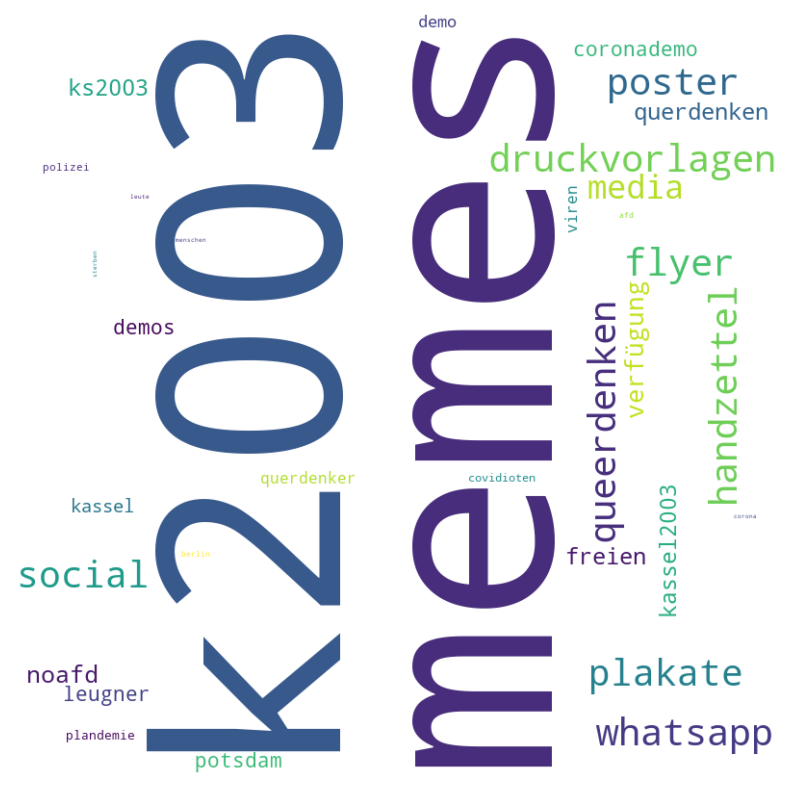 demo
k2003
memes
coronademo
poster
ks2003
querdenken
druckvorlagen
polizei
media
leute
viren
afd
menschen
sterben
flyer
verfügung
handzettel
queerdenken
demos
querdenker
covidioten
kassel
kassel2003
corona
berlin
freien
social
noafd
plakate
leugner
plandemie
whatsapp
potsdam